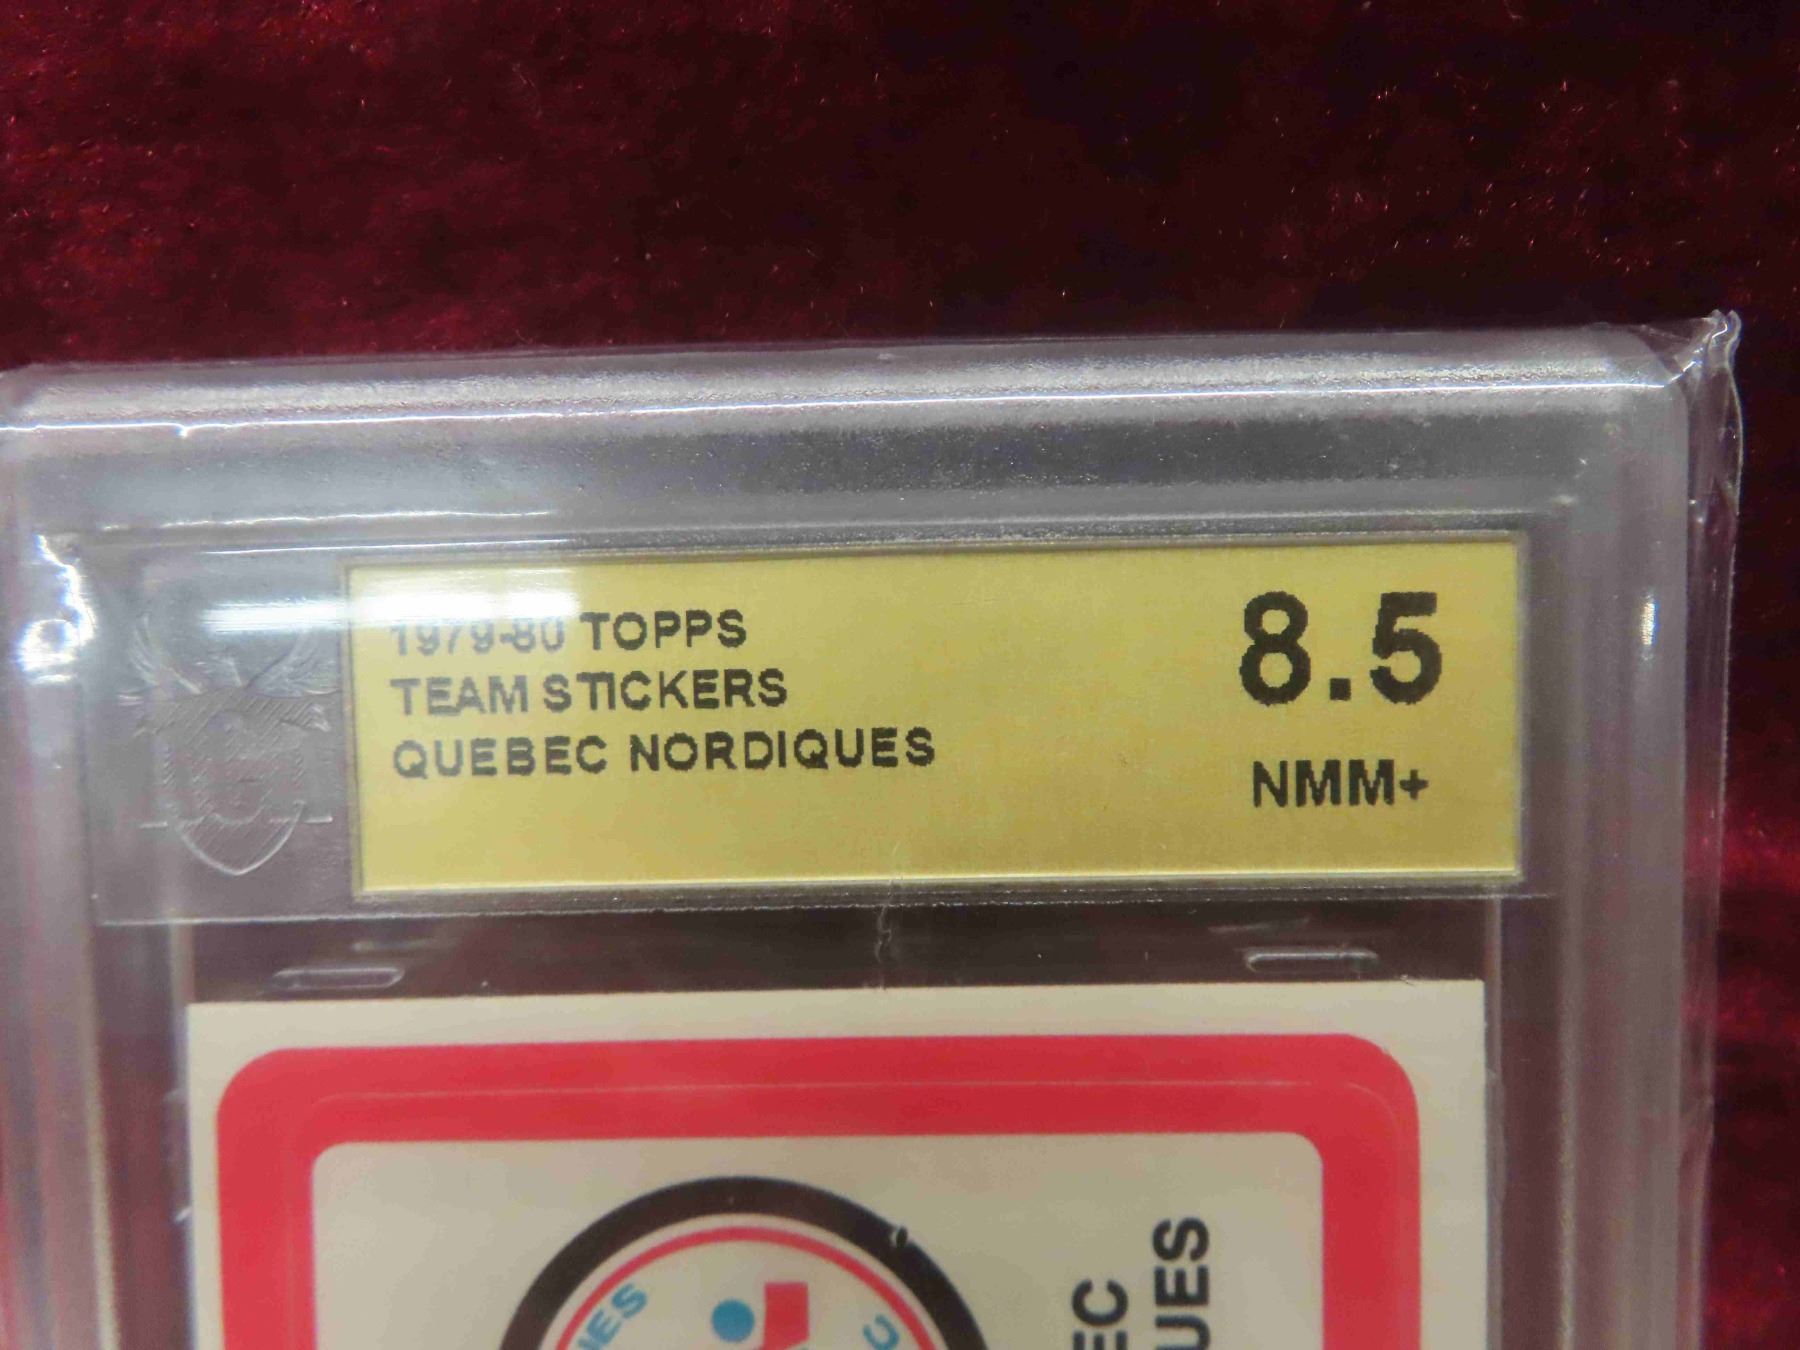 1979-80 TOPPS
TEAM STICKERS
QUEBEC NORDIQUES
8.5
NMM+